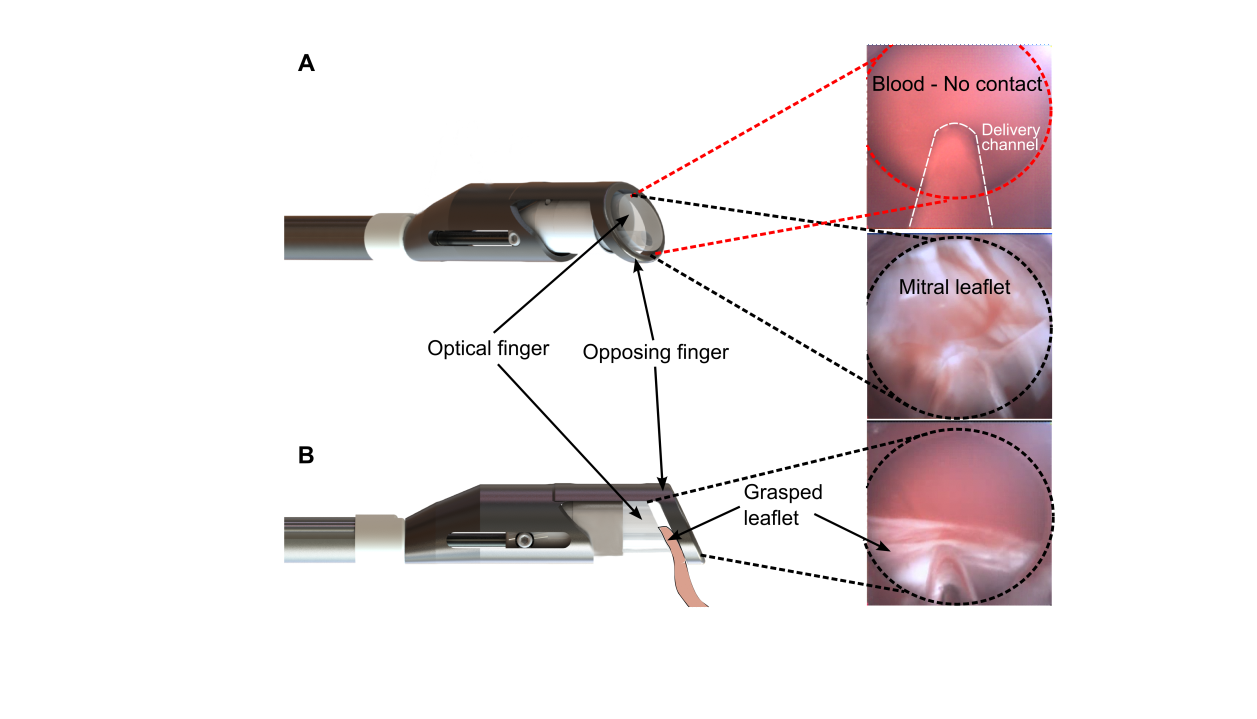 A
Blood - No contact
Delivery
channel
Mitral leaflet
Optical finger
Opposing finger
B
Grasped
leaflet